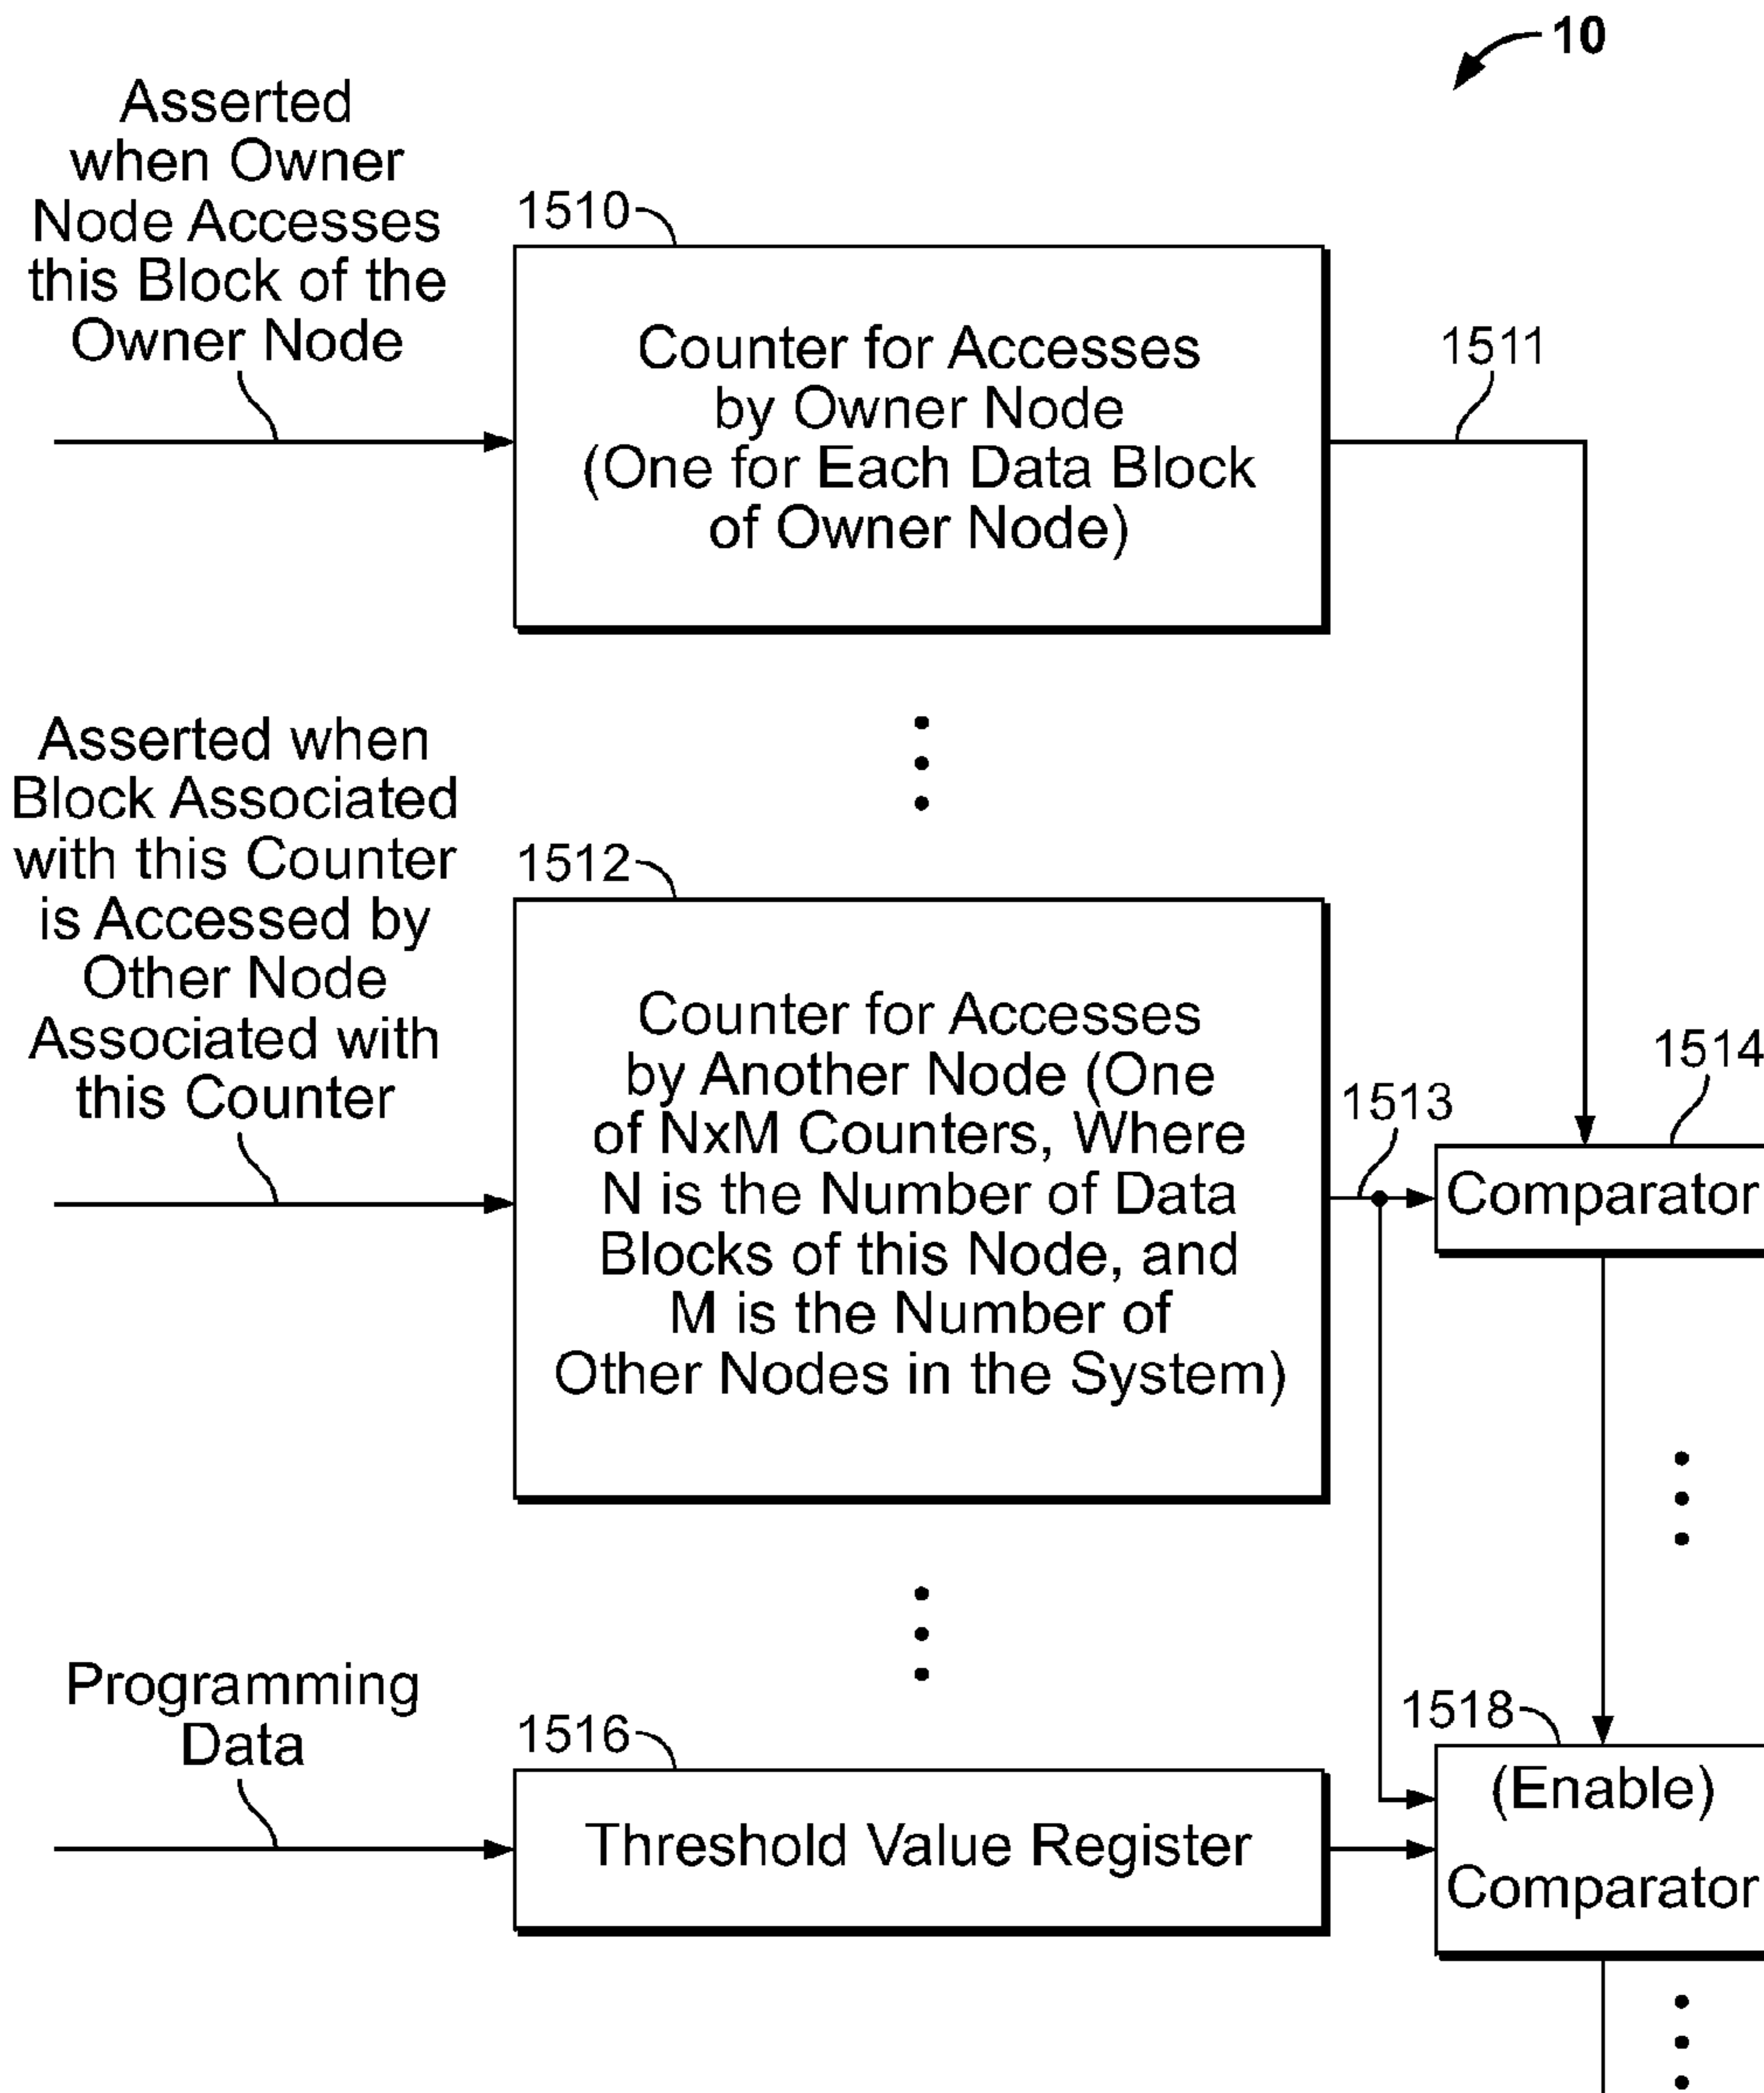 10
Asserted
when Owner
Node Accesses
this Block of the
Owner Node
1510
Counter for Accesses
by Owner Node
(One for Each Data Block
of Owner Node)
1511
Asserted when
Block Associated
with this Counter
is Accessed by
Other Node
Associated with
this Counter
1512
Counter for Accesses
by Another Node (One
of NxM Counters, Where
N is the Number of Data
Blocks of this Node, and
M is the Number of
Other Nodes in the System)
1513
1514
Comparator
Programming
Data
1516
Threshold Value Register
1518
(Enable)
Comparator